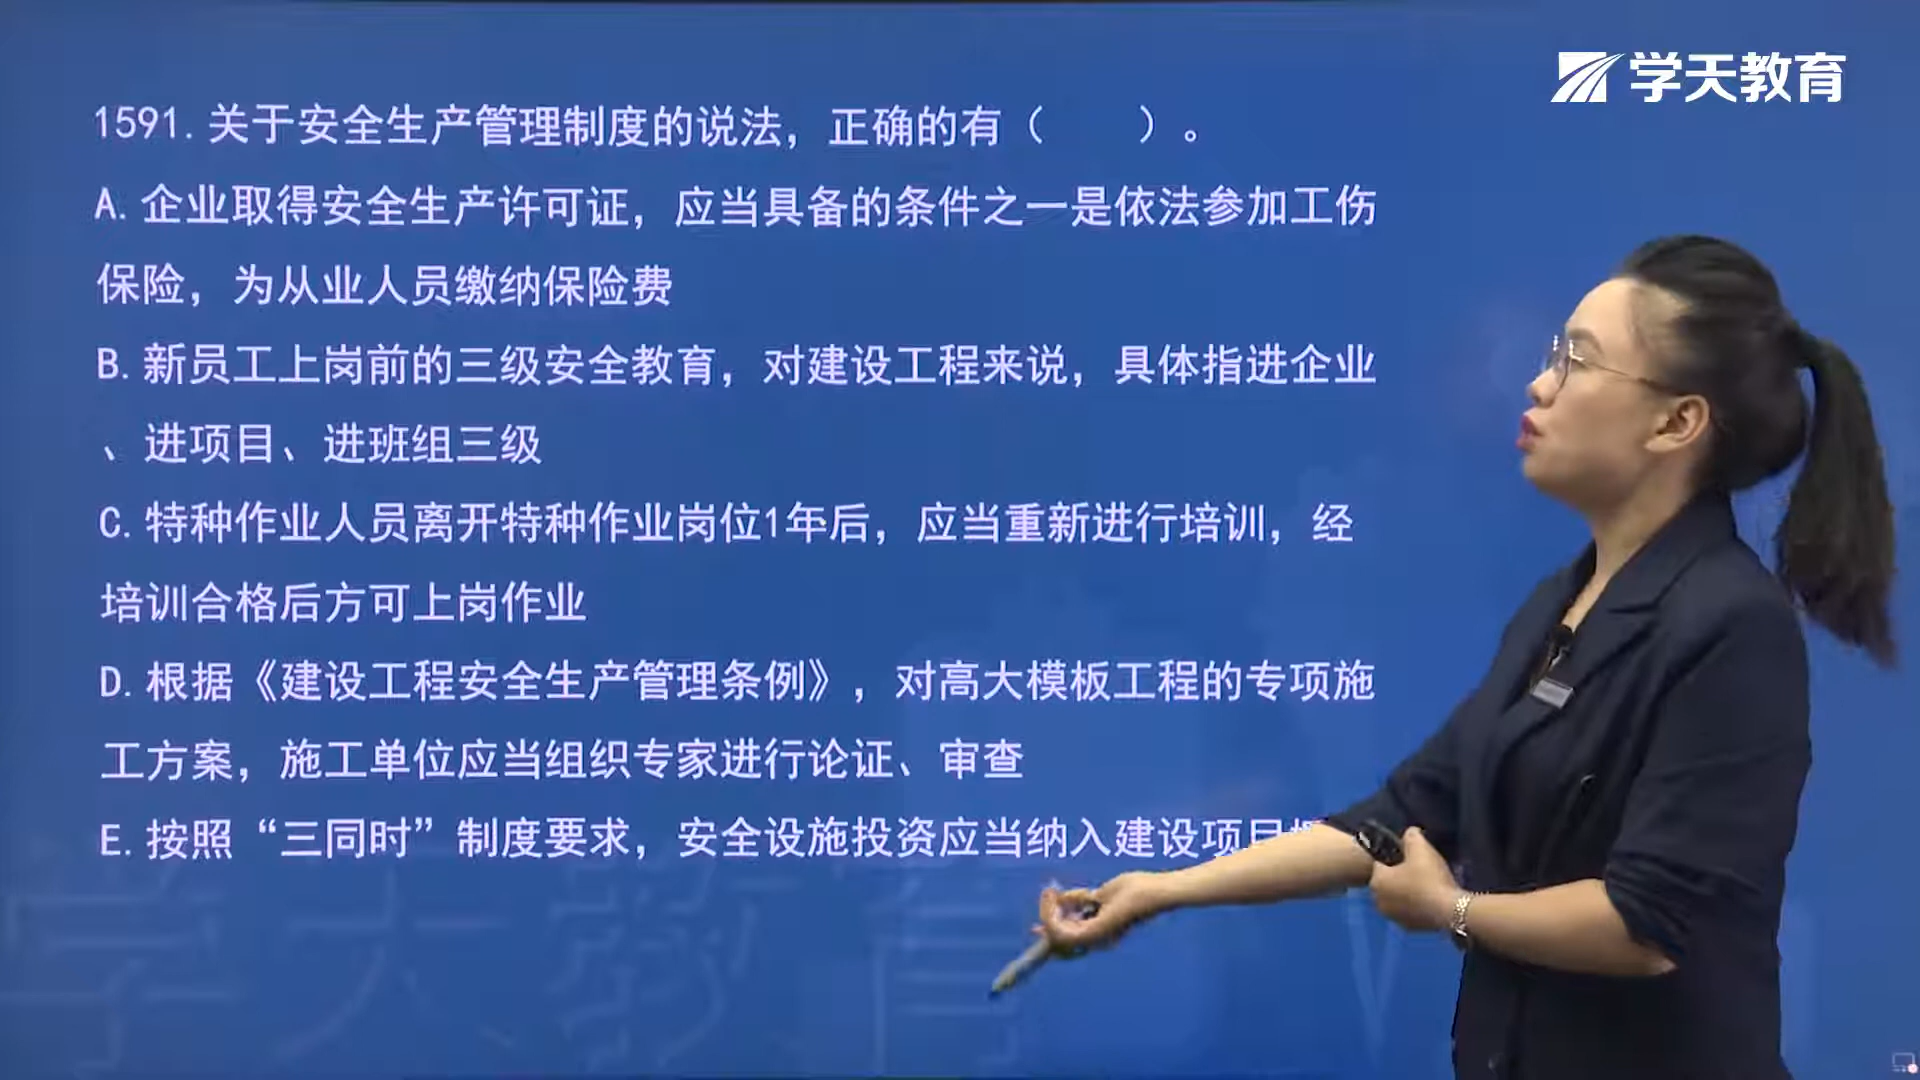 学天教育
1591.关于安全生产管理制度的说法，正确的有（　　）。
A.企业取得安全生产许可证，应当具备的条件之一是依法参加工伤
保险，为从业人员缴纳保险费
B.新员工上岗前的三级安全教育，对建设工程来说，具体指进企业
、进项目、进班组三级
C.特种作业人员离开特种作业岗位1年后，应当重新进行培训，经
培训合格后方可上岗作业
D.根据《建设工程安全生产管理条例》，对高大模板工程的专项施
工方案，施工单位应当组织专家进行论证、审查
E.按照“三同时”制度要求，安全设施投资应当纳入建设项目
学天教育